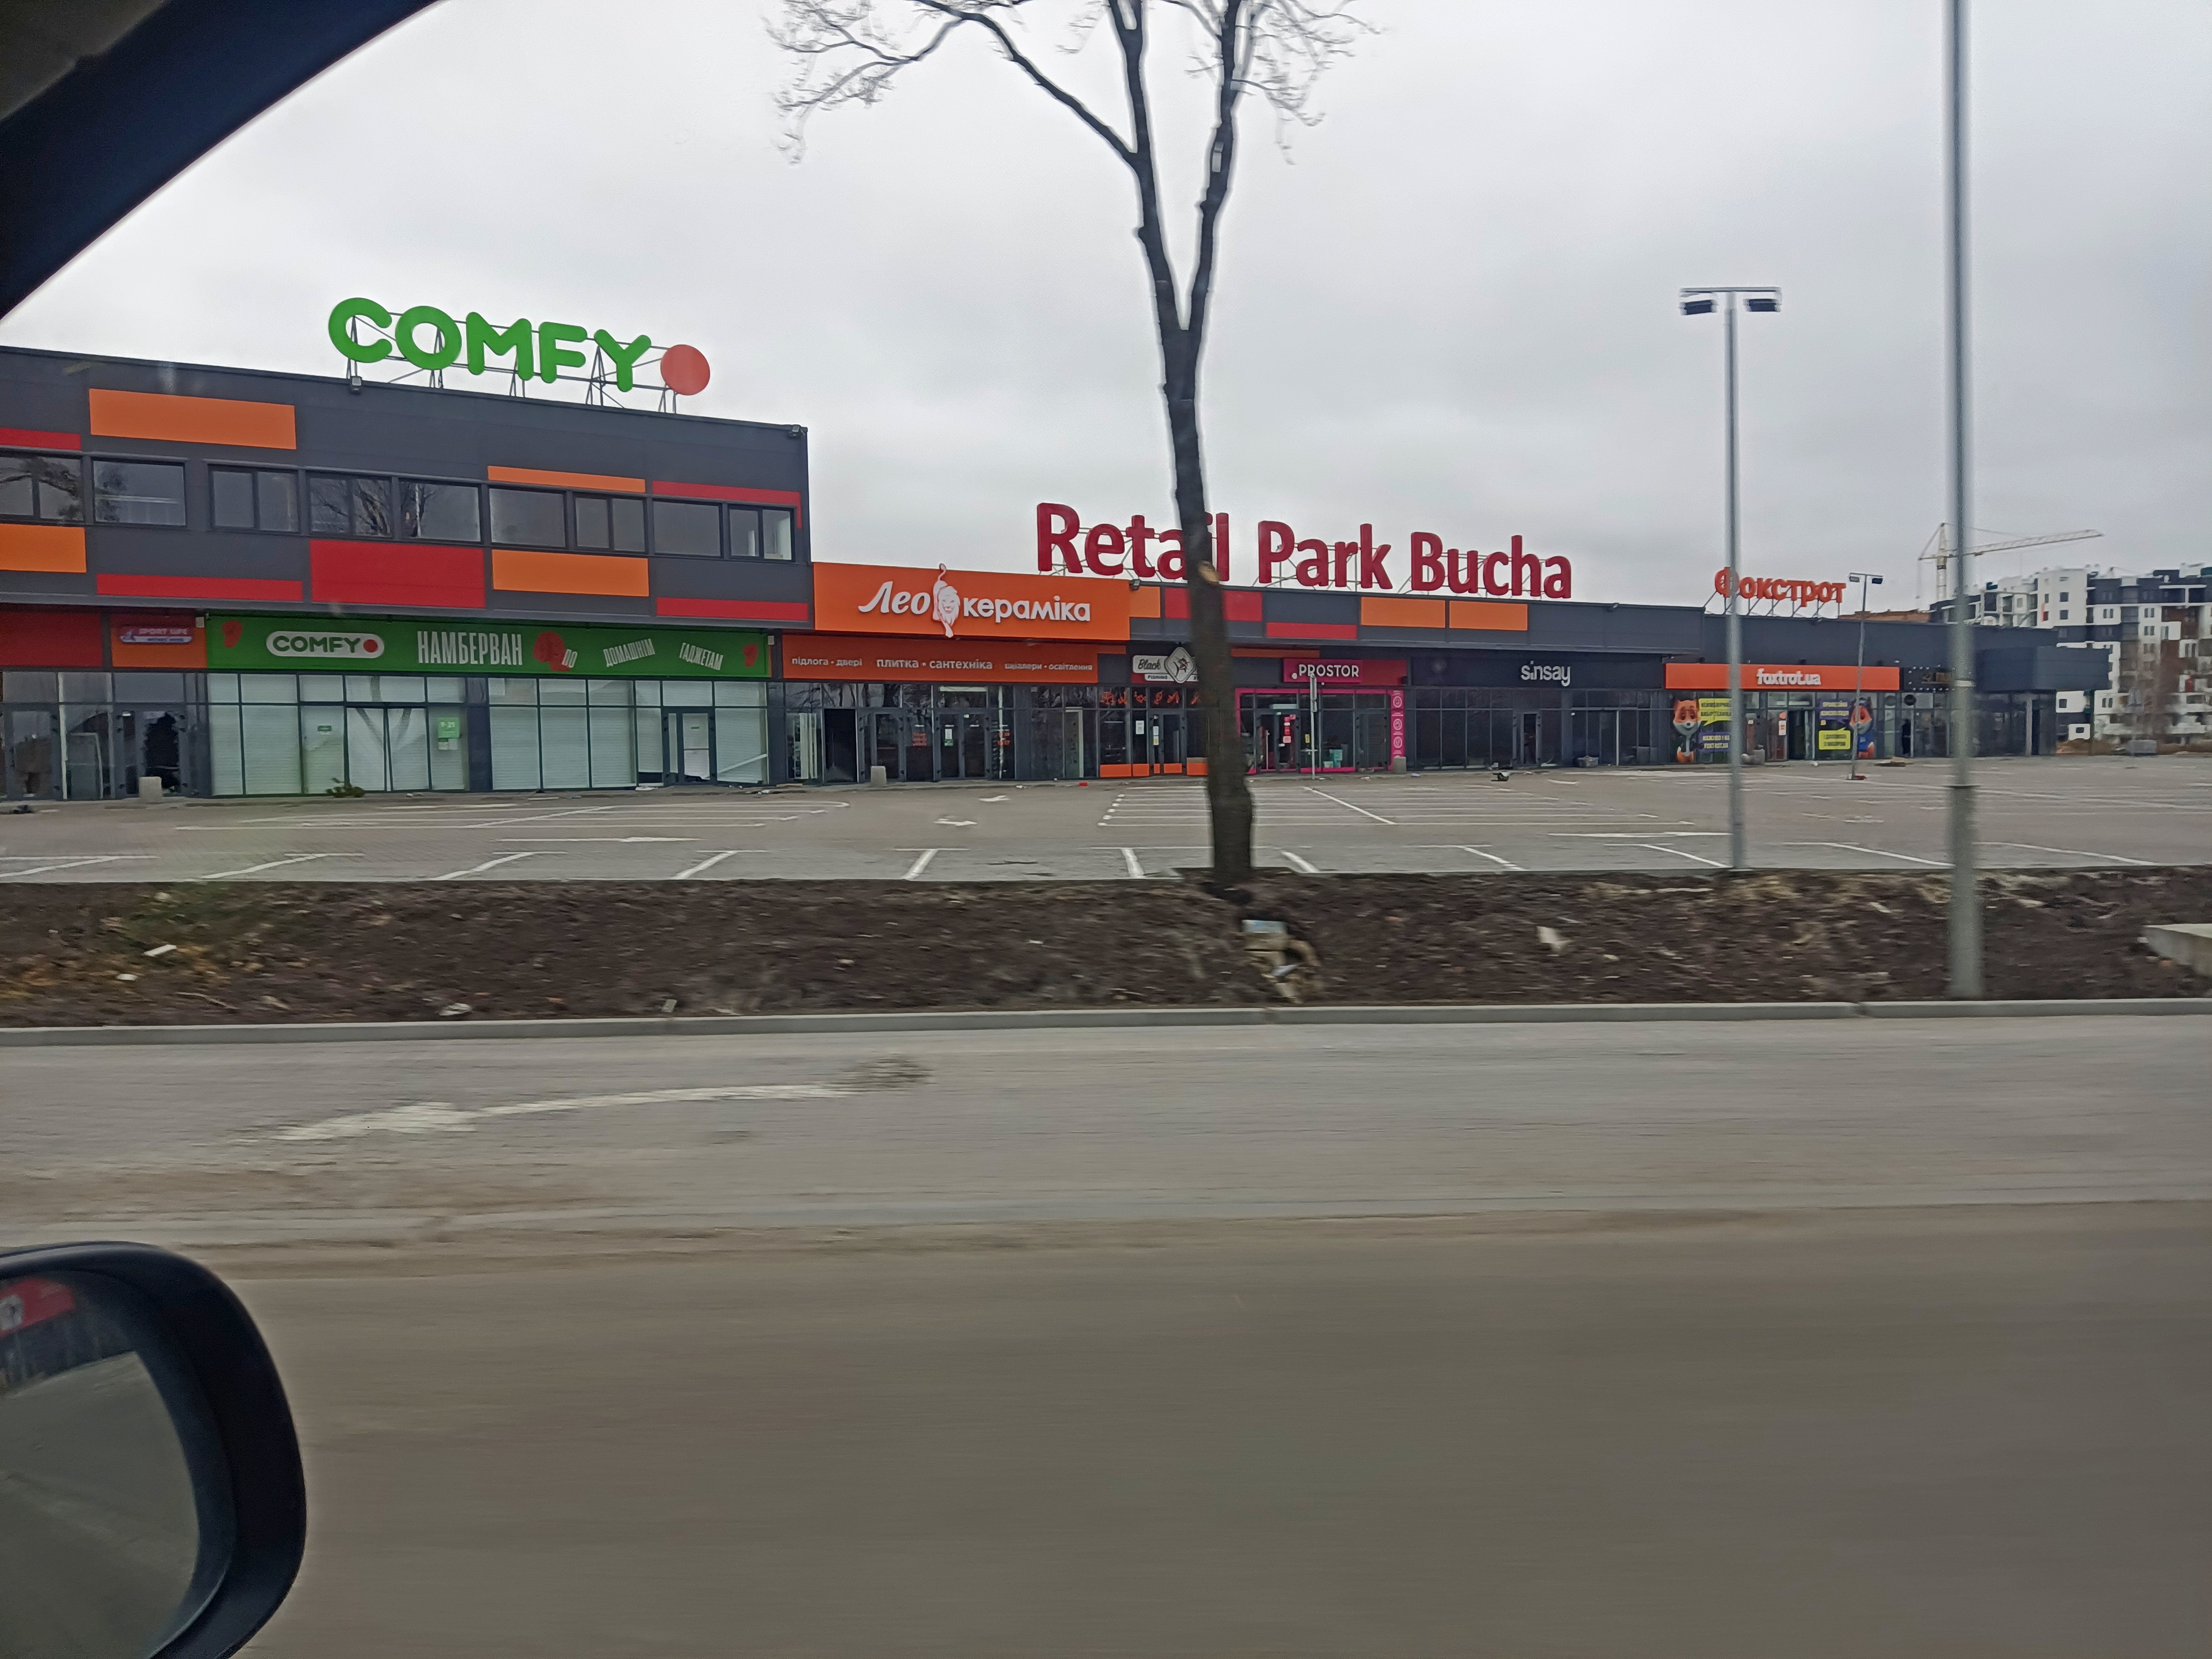 COMFY
Retail Park Bucha
Фокстрот
Лео кераміка
SPORT LIFE
COMFY
НАМБЕРВАН
ПО
ДОМАШНІМ
ГАДЖЕТАМ
підлога • двері плитка • сантехніка шпалери • освітлення
Black
PROSTOR
sinsay
foxtrot.ua